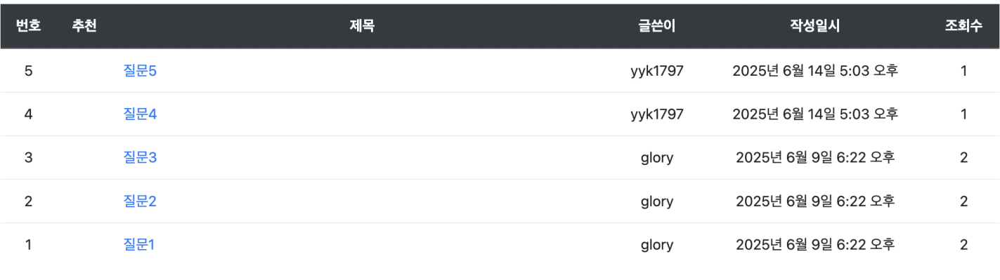 번호 추천 제목 글쓴이 작성일시 조회수
5 질문5 yyk1797 2025년 6월 14일 5:03 오후 1
4 질문4 yyk1797 2025년 6월 14일 5:03 오후 1
3 질문3 glory 2025년 6월 9일 6:22 오후 2
2 질문2 glory 2025년 6월 9일 6:22 오후 2
1 질문1 glory 2025년 6월 9일 6:22 오후 2